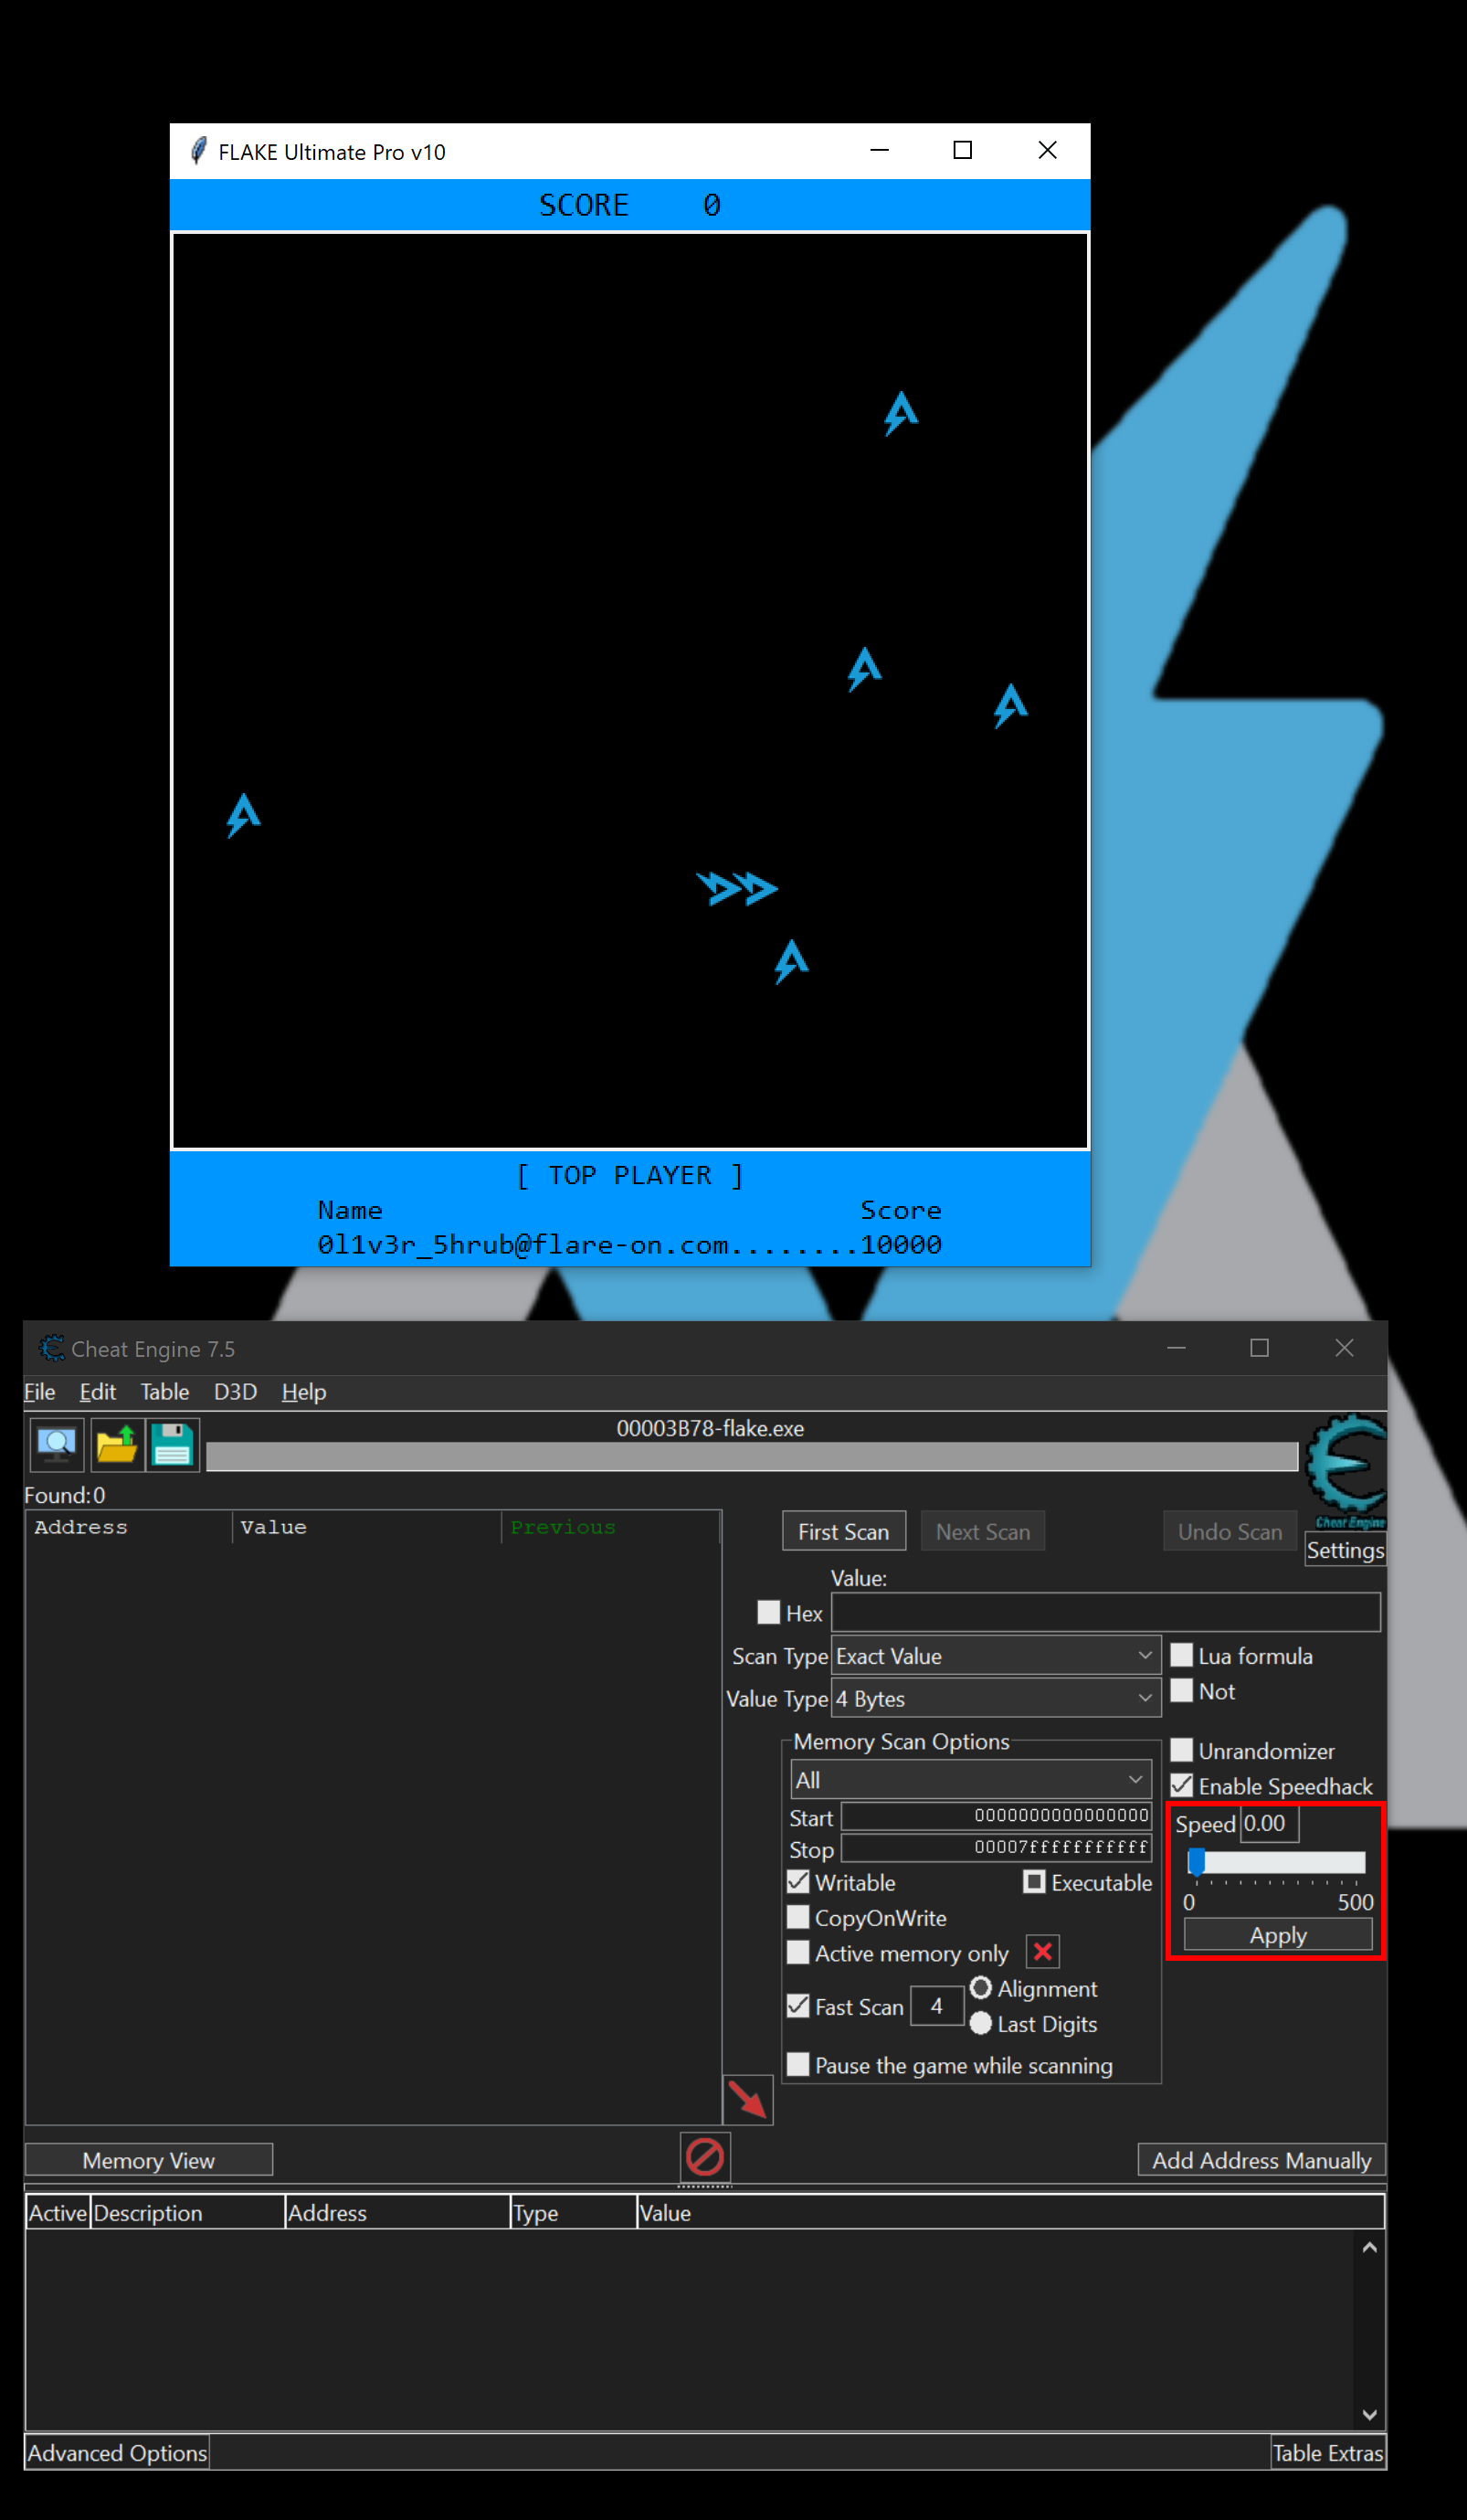 FLAKE Ultimate Pro v10
SCORE 0
[ TOP PLAYER ]
Name Score
0l1v3r_5hrub@flare-on.com........10000
Cheat Engine 7.5
File Edit Table D3D Help
00003B78-flake.exe
Cheat Engine
Found:0
Settings
Address Value Previous
First Scan Next Scan Undo Scan
Value:
Hex
Scan Type Exact Value
Lua formula
Value Type 4 Bytes
Not
Memory Scan Options
All
Unrandomizer
Enable Speedhack
Start 0000000000000000
Stop 00007fffffffffff
Speed 0.00
0 500
Apply
Writable Executable
CopyOnWrite
Active memory only
Fast Scan 4 Alignment
Last Digits
Pause the game while scanning
Memory View Add Address Manually
Active Description Address Type Value
Advanced Options Table Extras